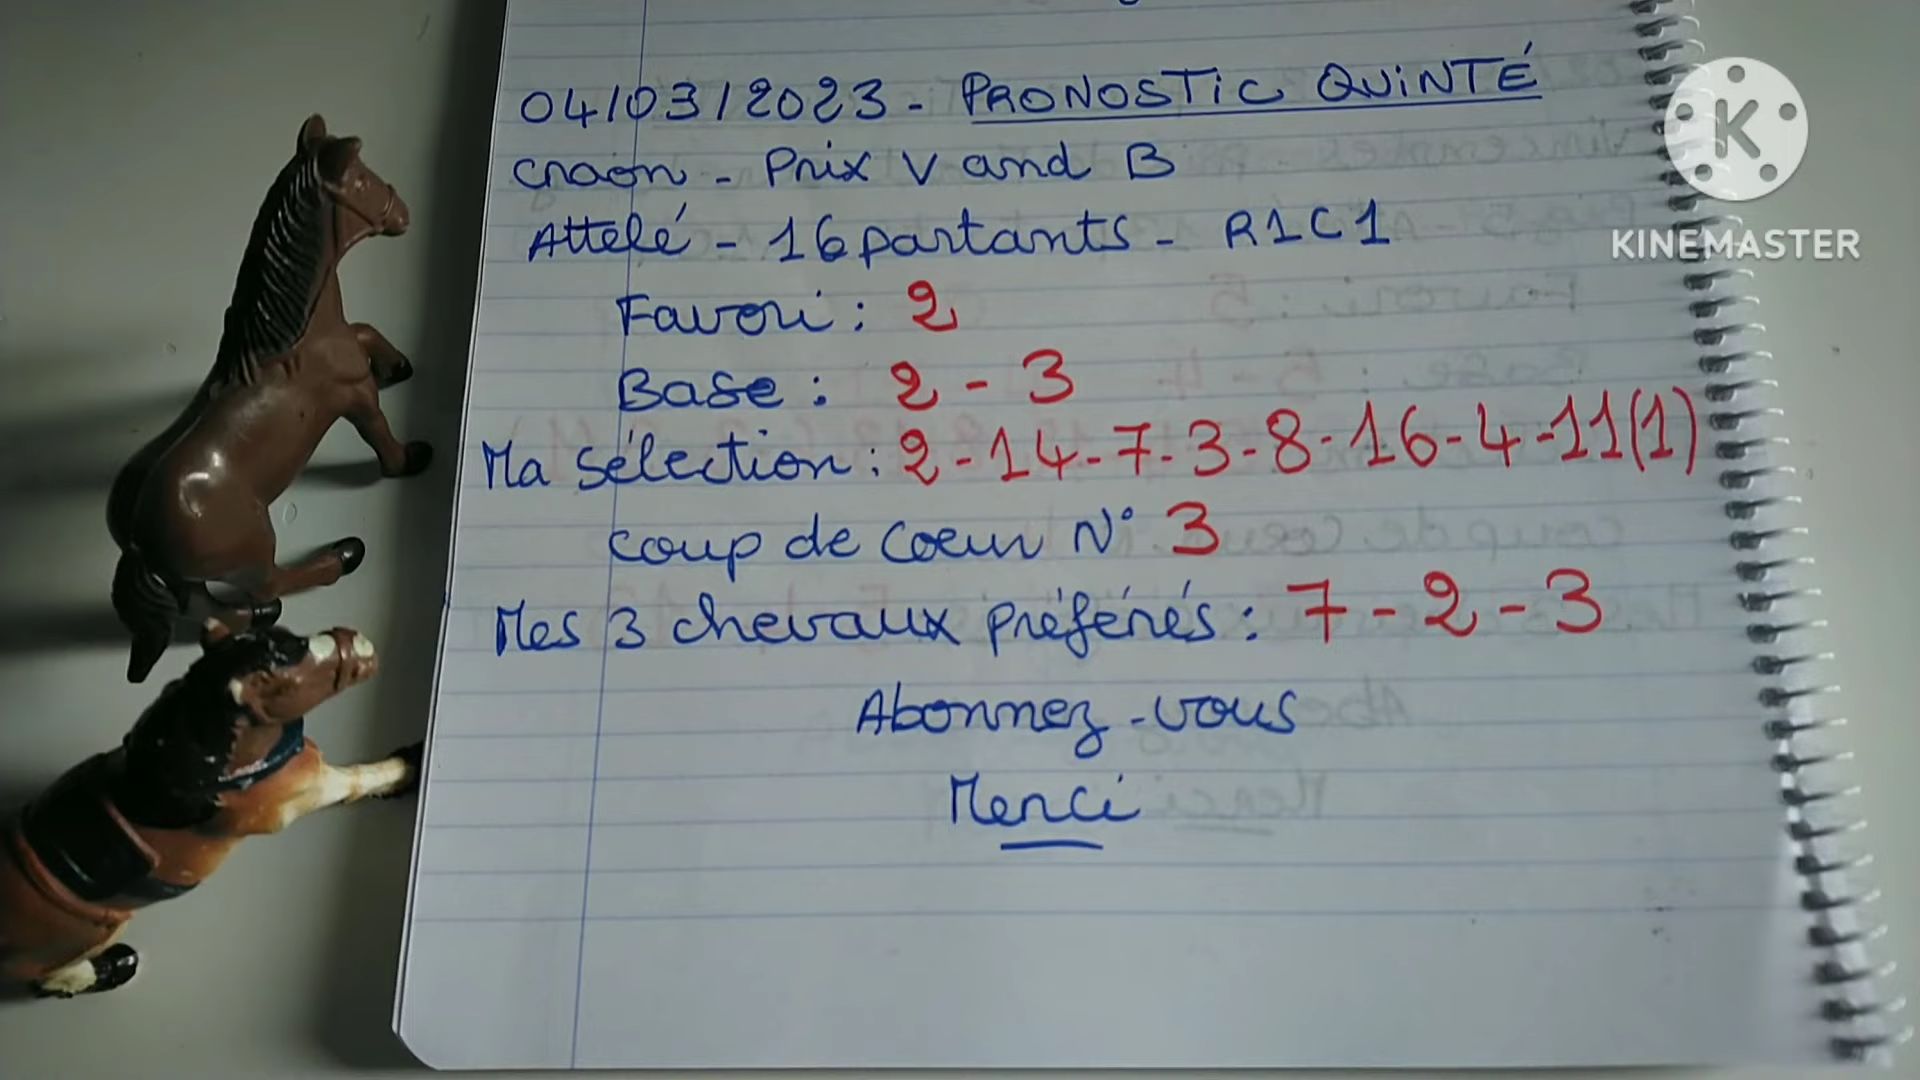 04/03/2023 - PRONOSTIC QUINTÉ
Craon - Prix V and B
Attelé - 16 partants - R1C1
Favori : 2
Base : 2 - 3
Ma sélection : 2 - 14 - 7 - 3 - 8 - 16 - 4 - 11 (1)
coup de coeur N° 3
Mes 3 chevaux préférés : 7 - 2 - 3
Abonnez-vous
Merci
K
KINEMASTER